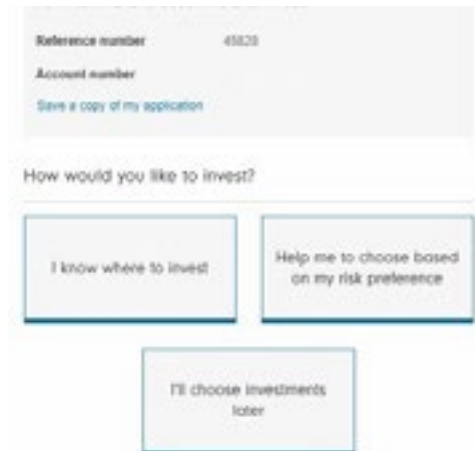 Reference number 45828
Account number
Save a copy of my application
How would you like to invest?
I know where to invest
Help me to choose based
on my risk preference
I'll choose investments
later